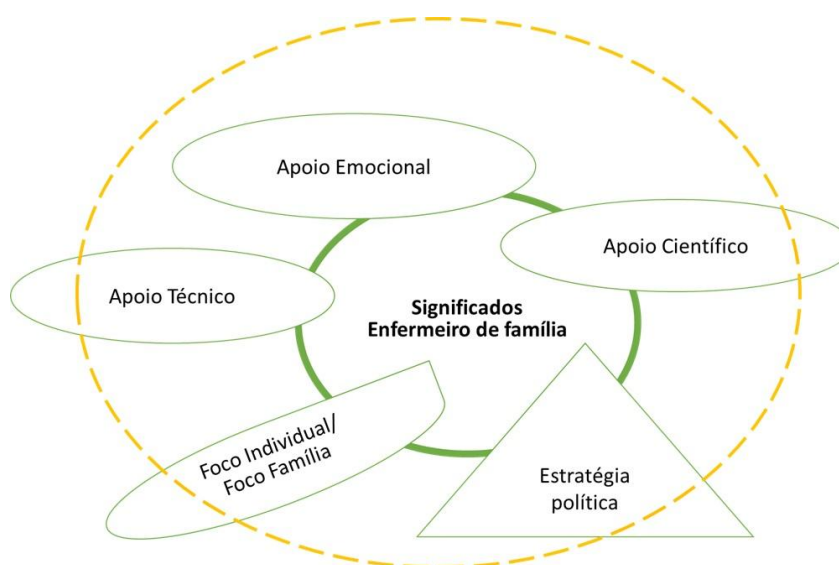 Apoio Emocional
Apoio Científico
Apoio Técnico
Significados
Enfermeiro de família
Foco Individual/
Foco Família
Estratégia
política